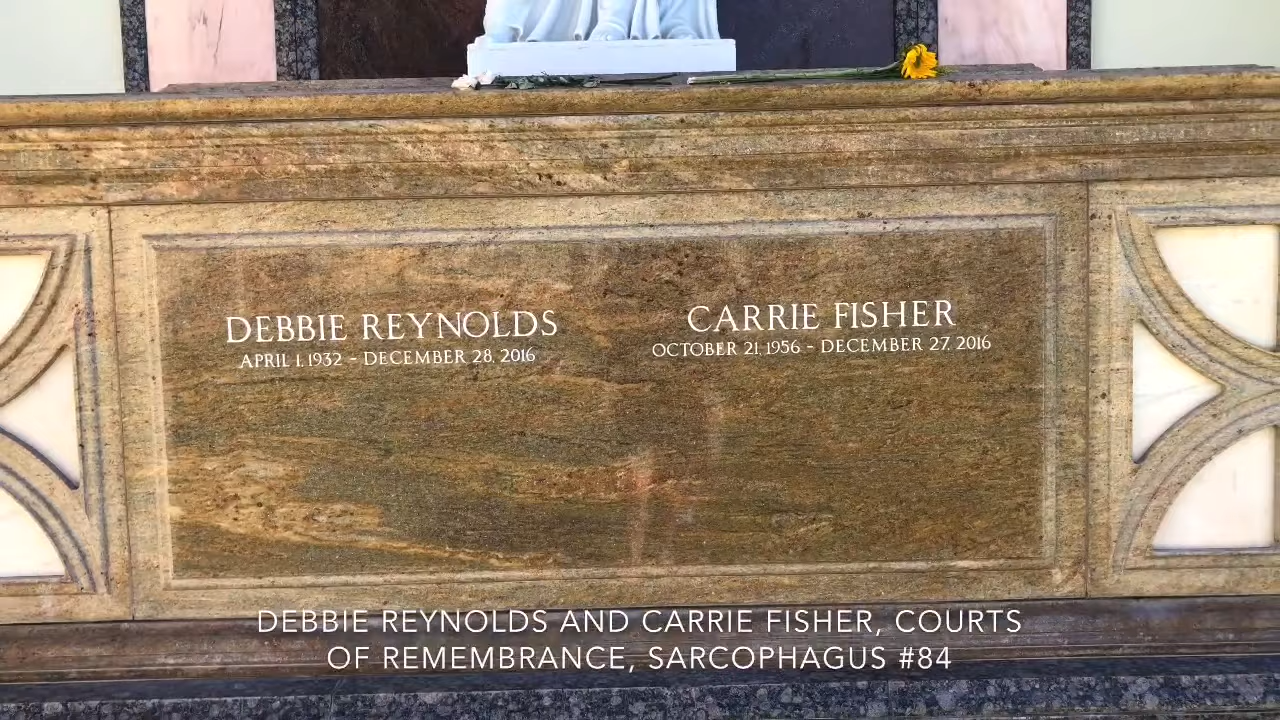 DEBBIE REYNOLDS
APRIL 1, 1932 - DECEMBER 28, 2016
CARRIE FISHER
OCTOBER 21, 1956 - DECEMBER 27, 2016
DEBBIE REYNOLDS AND CARRIE FISHER, COURTS
OF REMEMBRANCE, SARCOPHAGUS #84